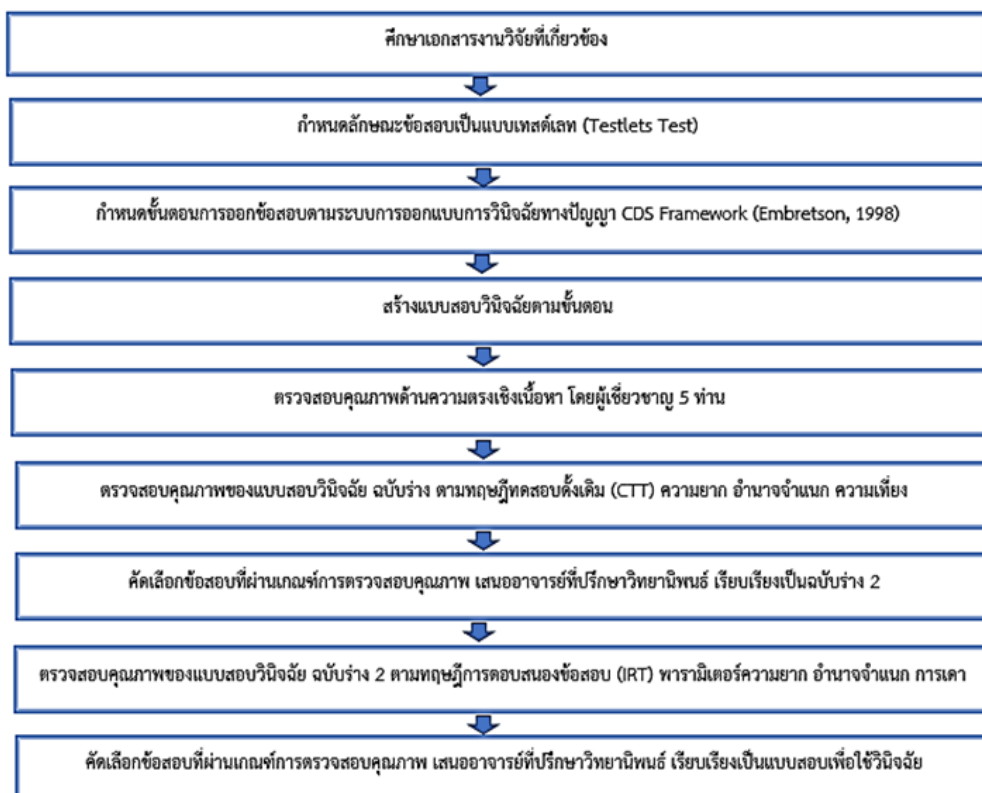 ศึกษาเอกสารงานวิจัยที่เกี่ยวข้อง
กำหนดลักษณะข้อสอบเป็นแบบเทสต์เลท (Testlets Test)
กำหนดขั้นตอนการออกข้อสอบตามระบบการออกแบบการวินิจฉัยทางปัญญา CDS Framework (Embretson, 1998)
สร้างแบบสอบวินิจฉัยตามขั้นตอน
ตรวจสอบคุณภาพด้านความตรงเชิงเนื้อหา โดยผู้เชี่ยวชาญ 5 ท่าน
ตรวจสอบคุณภาพของแบบสอบวินิจฉัย ฉบับร่าง ตามทฤษฎีทดสอบดั้งเดิม (CTT) ความยาก อำนาจจำแนก ความเที่ยง
คัดเลือกข้อสอบที่ผ่านเกณฑ์การตรวจสอบคุณภาพ เสนออาจารย์ที่ปรึกษาวิทยานิพนธ์ เรียบเรียงเป็นฉบับร่าง 2
ตรวจสอบคุณภาพของแบบสอบวินิจฉัย ฉบับร่าง 2 ตามทฤษฎีการตอบสนองข้อสอบ (IRT) พารามิเตอร์ความยาก อำนาจจำแนก การเดา
คัดเลือกข้อสอบที่ผ่านเกณฑ์การตรวจสอบคุณภาพ เสนออาจารย์ที่ปรึกษาวิทยานิพนธ์ เรียบเรียงเป็นแบบสอบเพื่อใช้วินิจฉัย